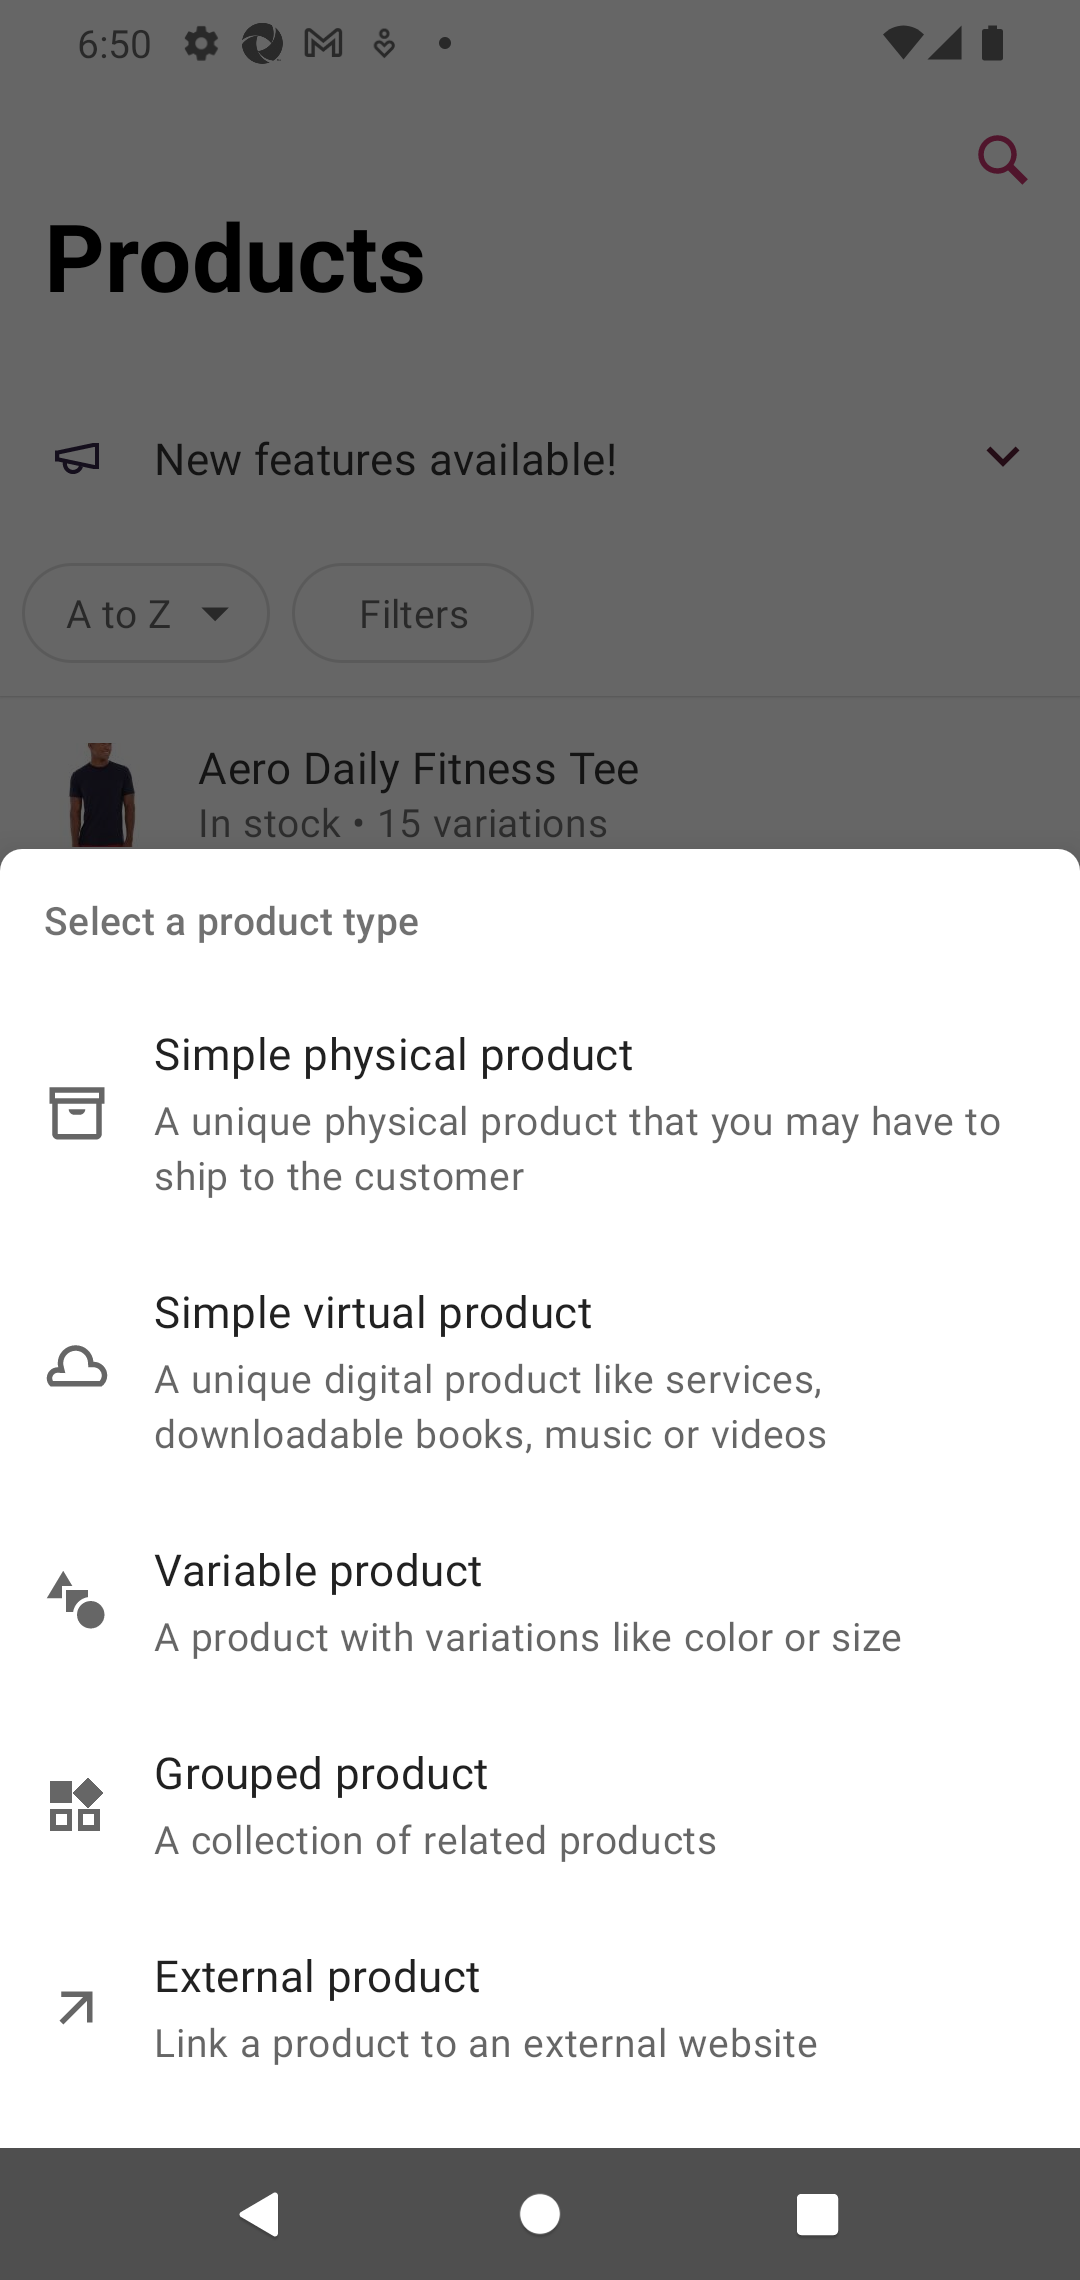 6:50
Products
New features available!
A to Z
Filters
Aero Daily Fitness Tee
In stock • 15 variations
Select a product type
Simple physical product
A unique physical product that you may have to
ship to the customer
Simple virtual product
A unique digital product like services,
downloadable books, music or videos
Variable product
A product with variations like color or size
Grouped product
A collection of related products
External product
Link a product to an external website